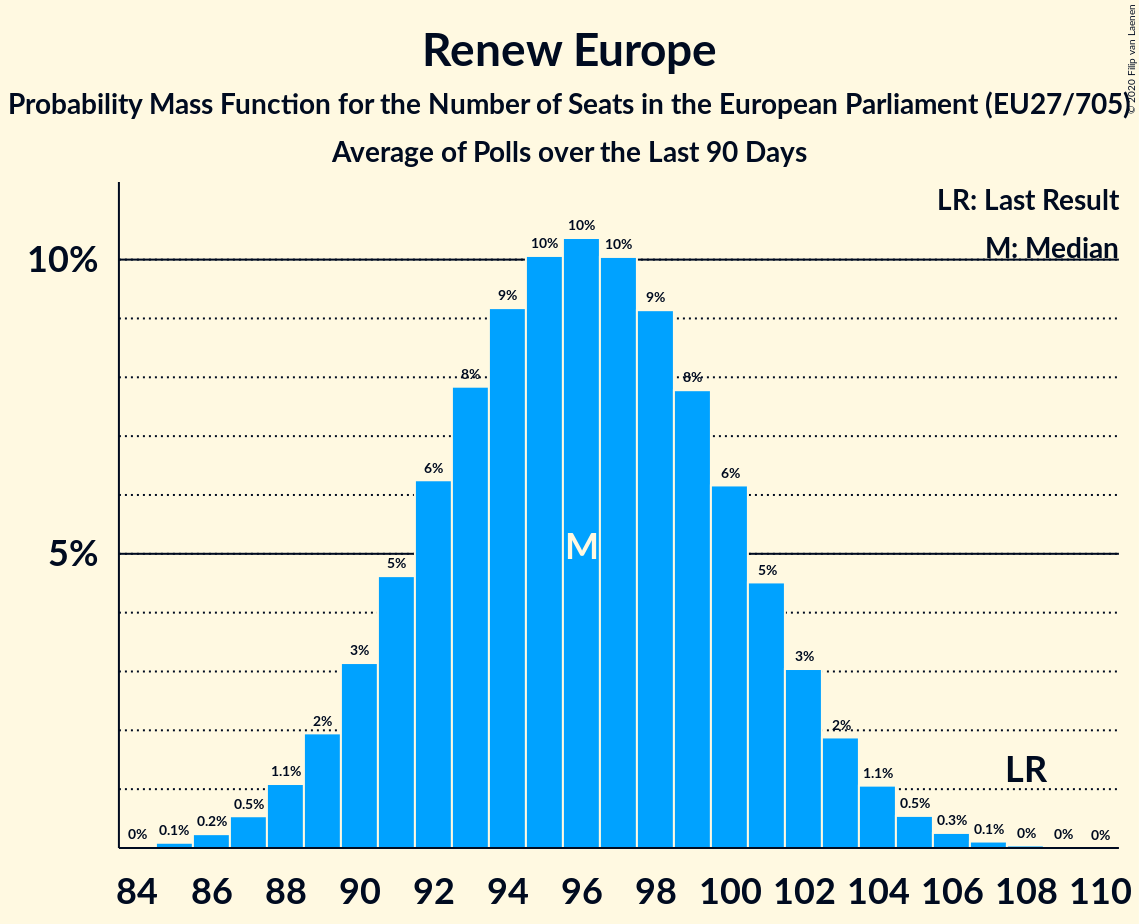 © 2020 Filip van Laenen
Renew Europe
Probability Mass Function for the Number of Seats in the European Parliament (EU27/705)
Average of Polls over the Last 90 Days
LR: Last Result
M: Median
10%
5%
0% 0.1% 0.2% 0.5% 1.1% 2% 3% 5% 6% 8% 9% 10% 10% 10% 9% 8% 6% 5% 3% 2% 1.1% 0.5% 0.3% 0.1% 0% 0% 0%
M
LR
84 86 88 90 92 94 96 98 100 102 104 106 108 110